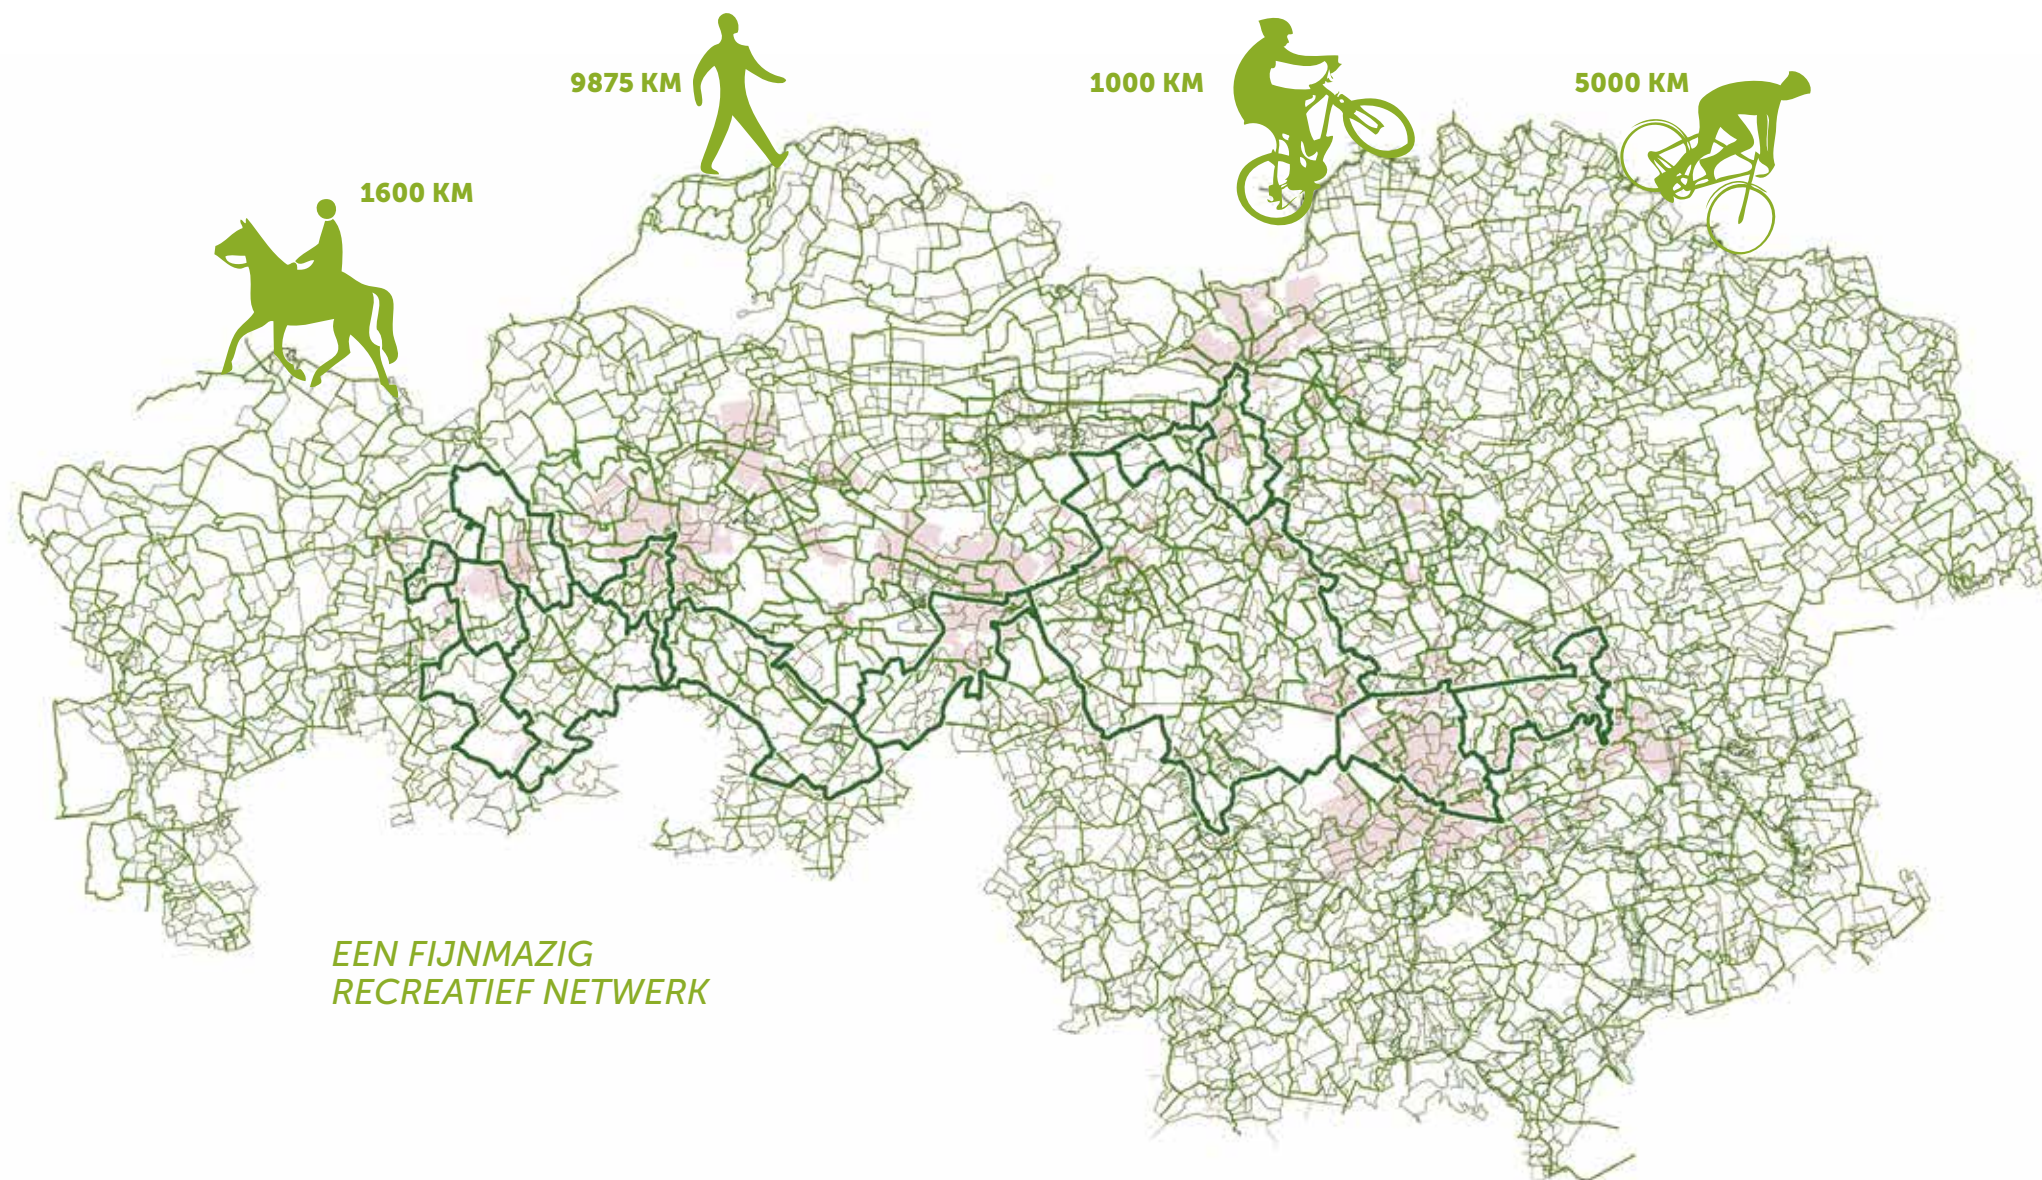 9875 KM
1000 KM
5000 KM
1600 KM
EEN FIJNMAZIG
RECREATIEF NETWERK